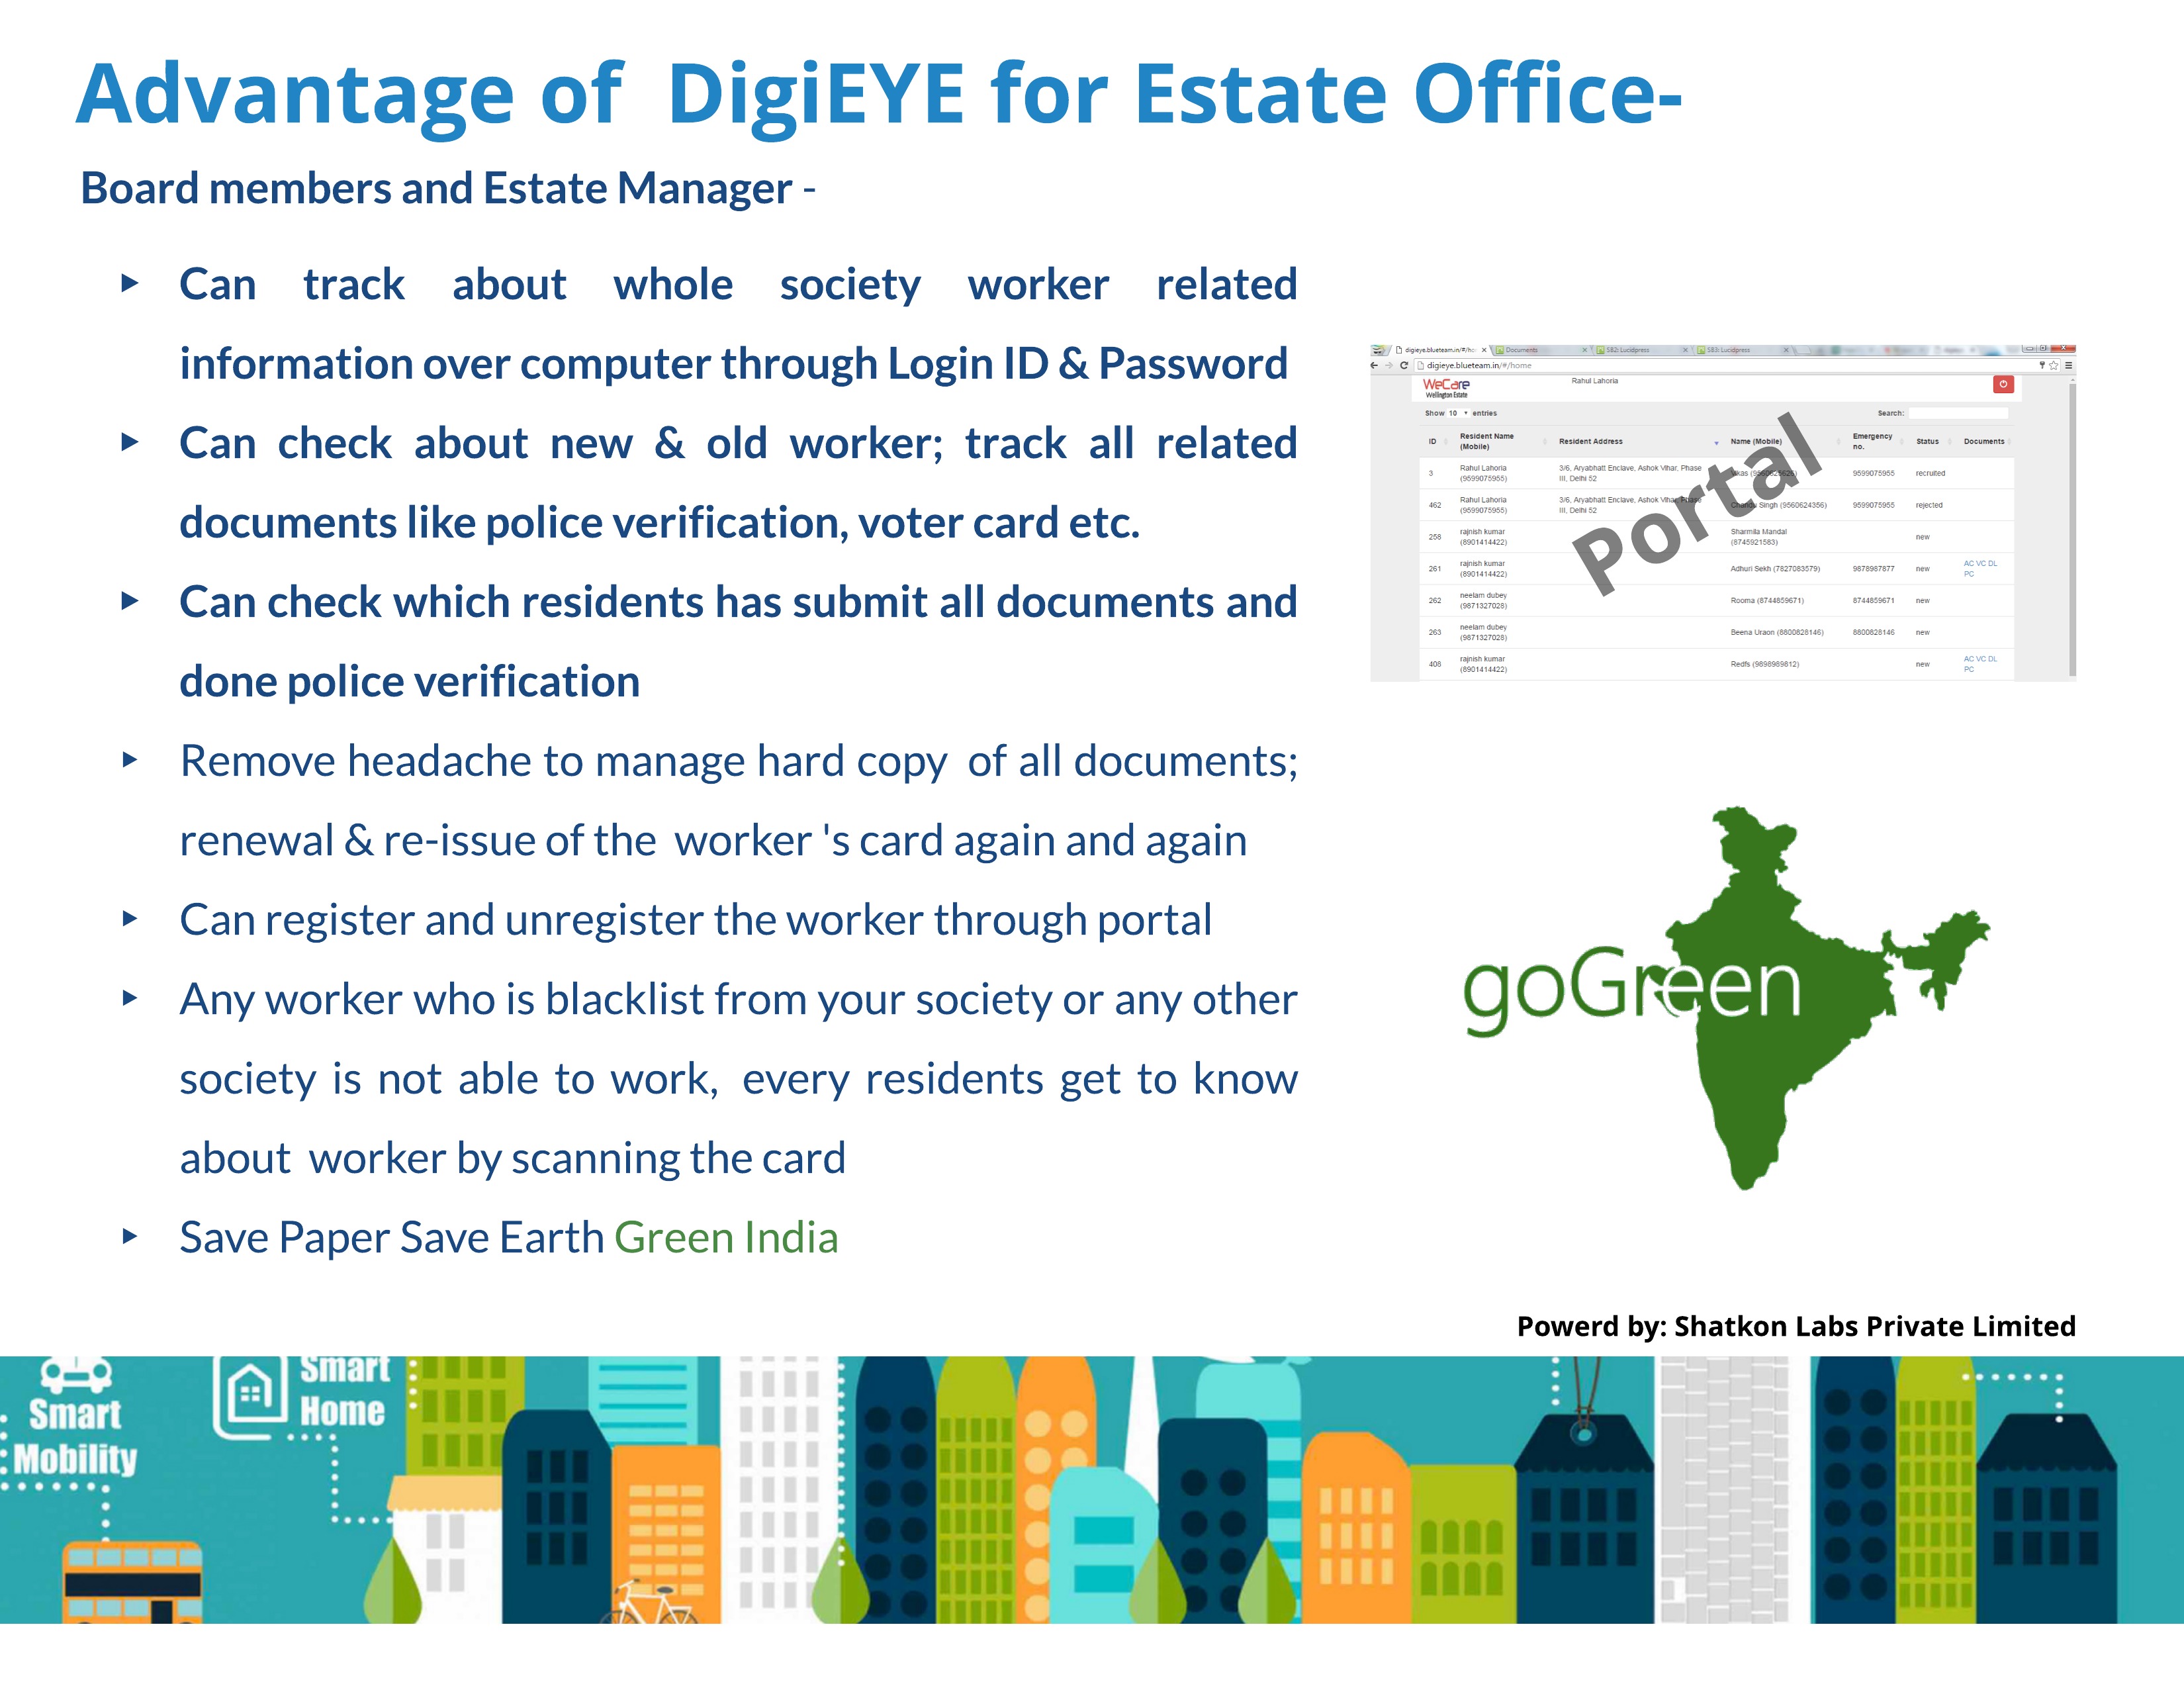 Advantage of DigiEYE for Estate Office-
Board members and Estate Manager -
Can track about whole society worker related
information over computer through Login ID & Password
Can check about new & old worker; track all related
documents like police verification, voter card etc.
Can check which residents has submit all documents and
done police verification
Remove headache to manage hard copy of all documents;
renewal & re-issue of the worker 's card again and again
Can register and unregister the worker through portal
Any worker who is blacklist from your society or any other
society is not able to work, every residents get to know
about worker by scanning the card
Save Paper Save Earth Green India
digieye.blueteam.in/#/ho Documents S82: Lucidpress S83: Lucidpress
digieye.blueteam.in/#/home
WeCare
Wellington Estate
Rahul Lahoria
Show 10 entries Search:
ID Resident Name (Mobile) Resident Address Name (Mobile) Emergency no. Status Documents
3 Rahul Lahoria (9599075955) 3/6, Aryabhatt Enclave, Ashok Vihar, Phase III, Delhi 52 9599075955 recruited
462 Rahul Lahoria (9599075955) 3/6, Aryabhatt Enclave, Ashok Vihar, Phase III, Delhi 52 Singh (9560624356) 9599075955 rejected
258 rajnish kumar (8901414422) Sharmila Mandal (8745921583) new
261 rajnish kumar (8901414422) Adhuri Sekh (7827083579) 9878987877 new AC VC DL PC
262 neelam dubey (9871327028) Rooma (8744859671) 8744859671 new
263 neelam dubey (9871327028) Beena Uraon (8800828146) 8800828146 new
408 rajnish kumar (8901414422) Redfs (9898989812) new AC VC DL PC
Portal
goGreen
Powerd by: Shatkon Labs Private Limited
Smart
Mobility
Smart
Home